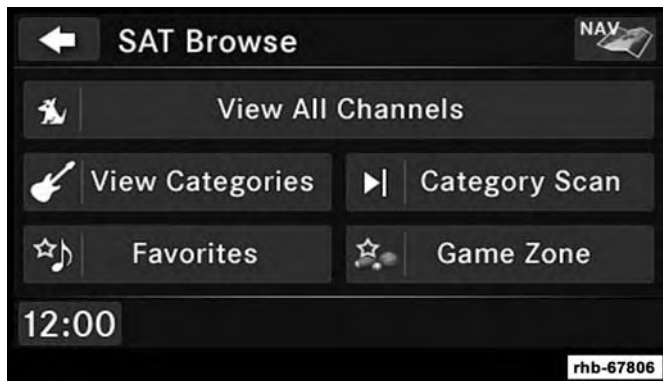 SAT Browse
NAV
View All Channels
View Categories
Category Scan
Favorites
Game Zone
12:00
rhb-67806